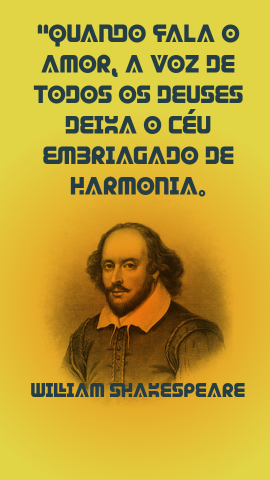 "QUANDO FALA O
AMOR, A VOZ DE
TODOS OS DEUSES
DEIXA O CÉU
EMBRIAGADO DE
HARMONIA.
WILLIAM SHAKESPEARE